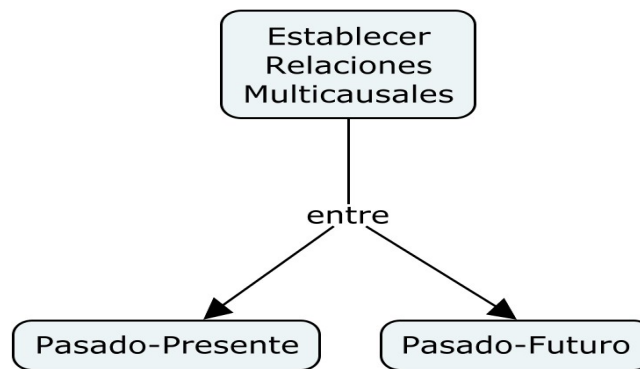 Establecer
Relaciones
Multicausales
entre
Pasado-Presente
Pasado-Futuro